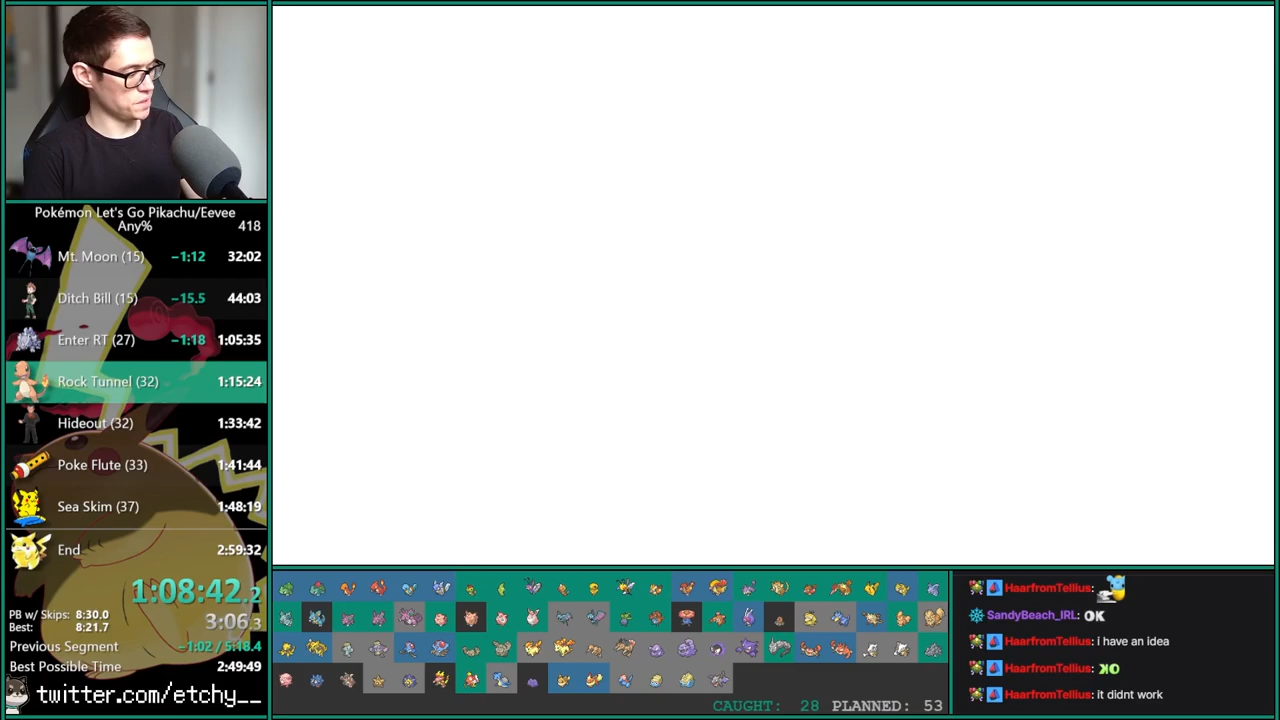 Pokémon Let's Go Pikachu/Eevee
Any% 418
Mt. Moon (15) −1:12 32:02
Ditch Bill (15) −15.5 44:03
Enter RT (27) −1:18 1:05:35
Rock Tunnel (32) 1:15:24
Hideout (32) 1:33:42
Poke Flute (33) 1:41:44
Sea Skim (37) 1:48:19
End 2:59:32
1:08:42.2
PB w/ Skips: 8:30.0 3:06.3
Best: 8:21.7
Previous Segment −1:02 / 5:18.4
Best Possible Time 2:49:49
twitter.com/etchy__
CAUGHT: 28 PLANNED: 53
HaarfromTellius:
SandyBeach_IRL: OK
HaarfromTellius: i have an idea
HaarfromTellius: KO
HaarfromTellius: it didnt work